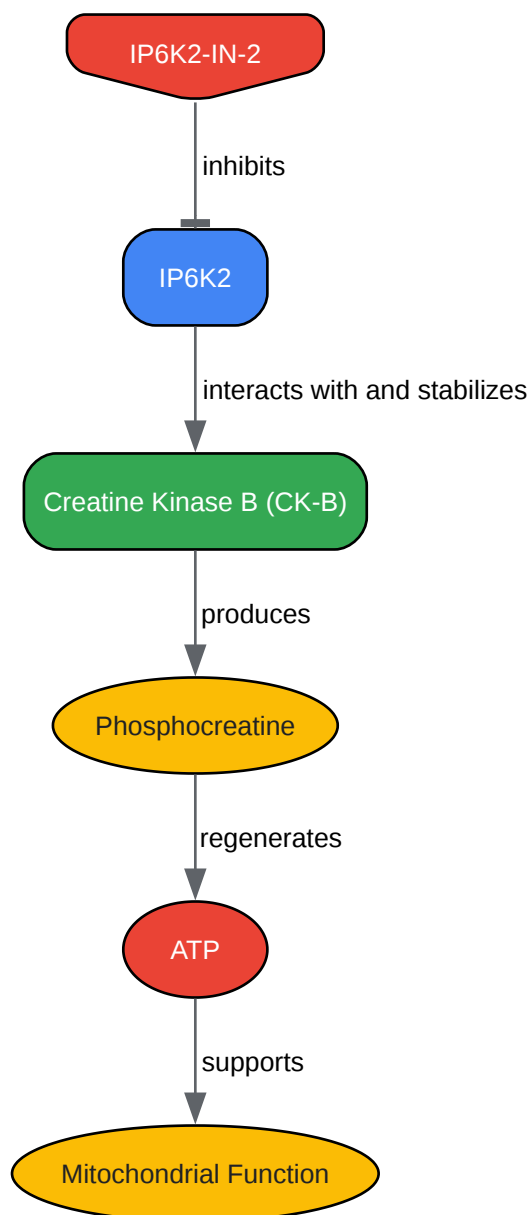 IP6K2-IN-2
inhibits
IP6K2
interacts with and stabilizes
Creatine Kinase B (CK-B)
produces
Phosphocreatine
regenerates
ATP
supports
Mitochondrial Function